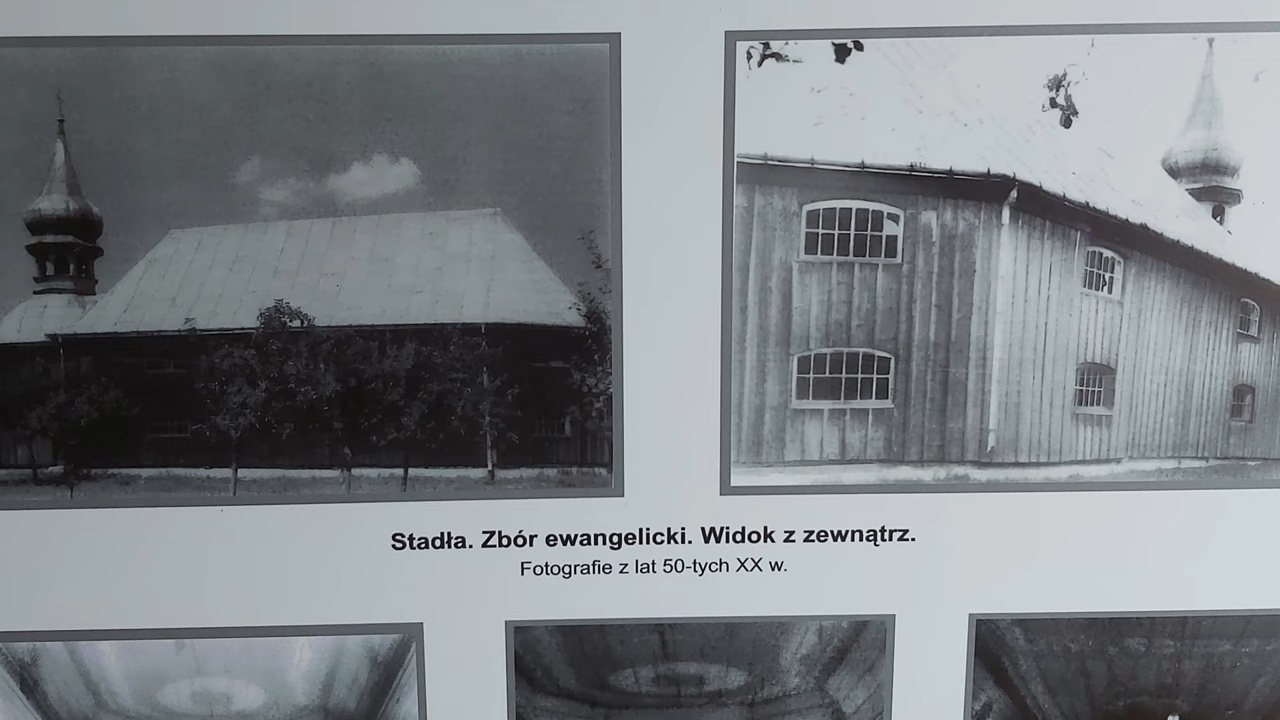 Stadła. Zbór ewangelicki. Widok z zewnątrz.
Fotografie z lat 50-tych XX w.